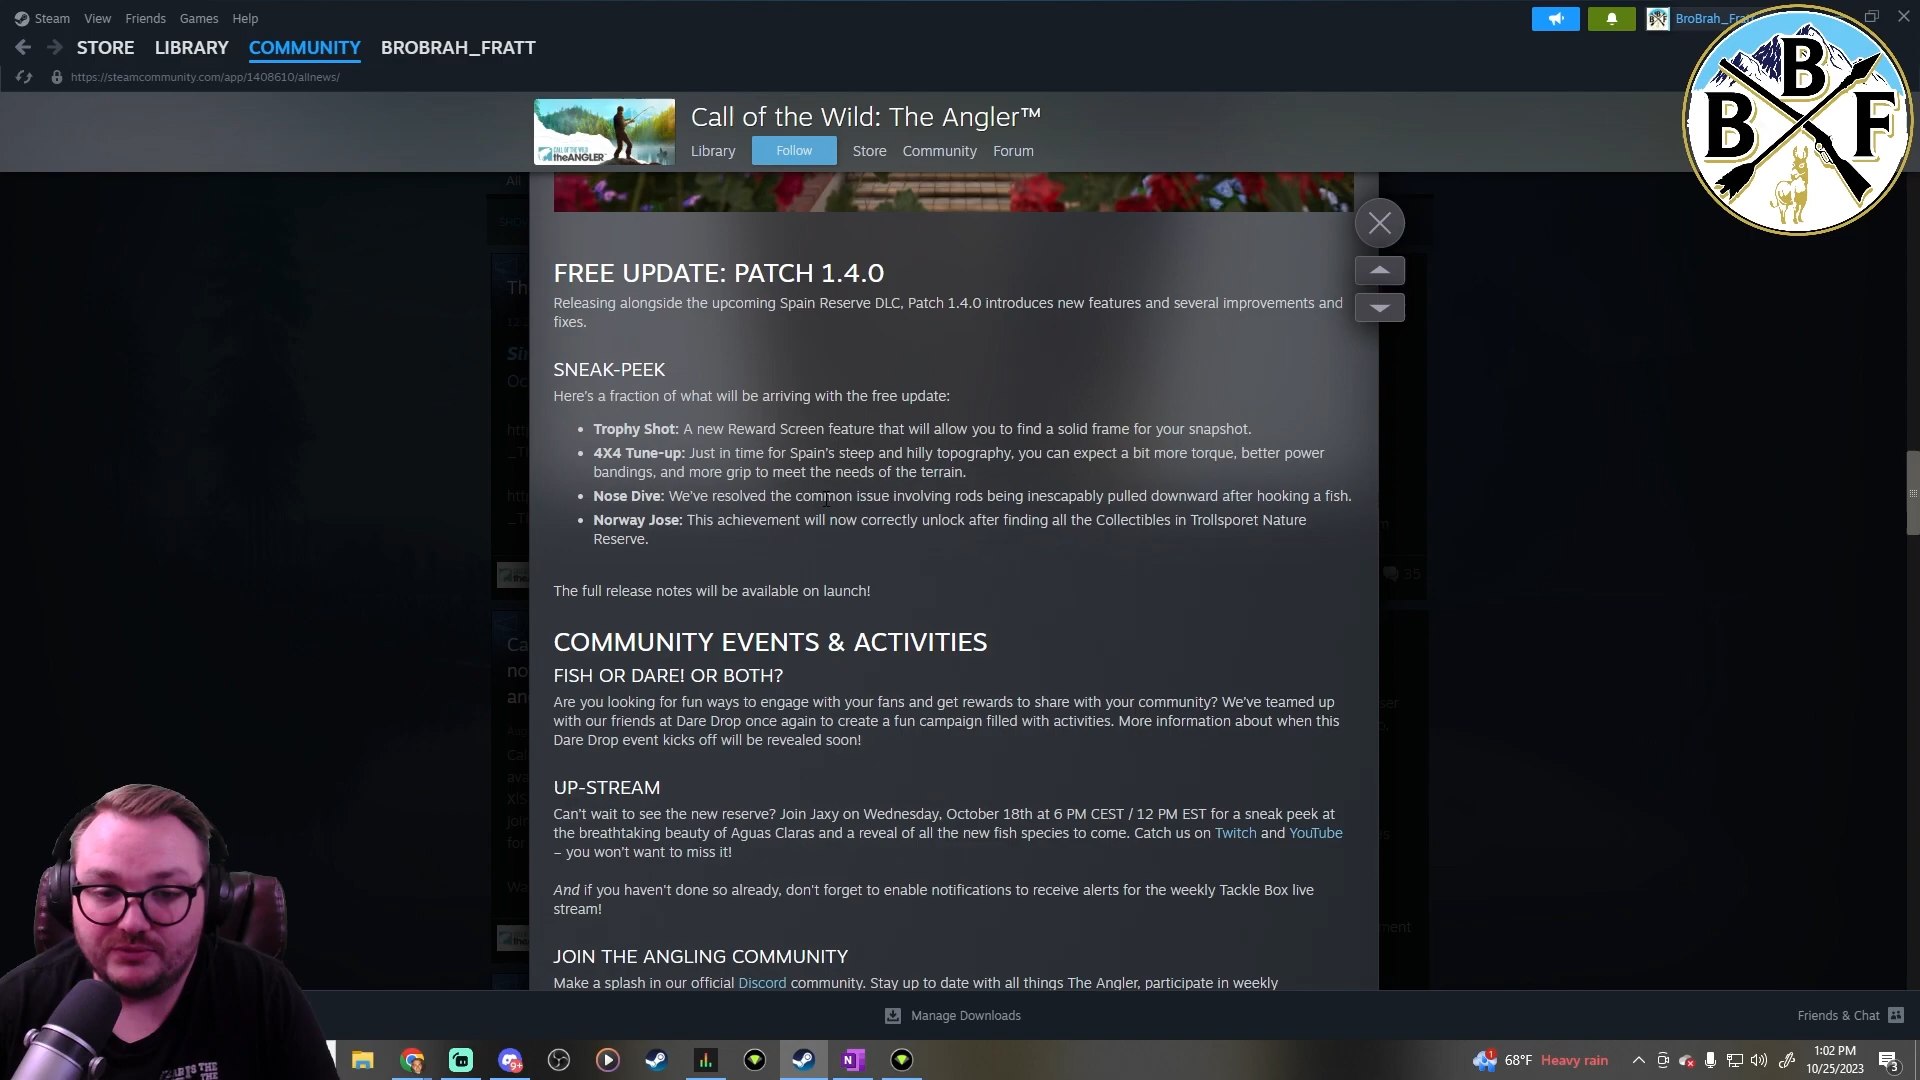 Steam View Friends Games Help
BroBrah_Fratt
STORE LIBRARY COMMUNITY BROBRAH_FRATT
https://steamcommunity.com/app/1408610/allnews/
BBF
CALL OF THE WILD
theANGLER
Call of the Wild: The Angler™
Library Follow Store Community Forum
All
FREE UPDATE: PATCH 1.4.0
Releasing alongside the upcoming Spain Reserve DLC, Patch 1.4.0 introduces new features and several improvements and
fixes.
SNEAK-PEEK
Here's a fraction of what will be arriving with the free update:
• Trophy Shot: A new Reward Screen feature that will allow you to find a solid frame for your snapshot.
• 4X4 Tune-up: Just in time for Spain's steep and hilly topography, you can expect a bit more torque, better power
bandings, and more grip to meet the needs of the terrain.
• Nose Dive: We've resolved the common issue involving rods being inescapably pulled downward after hooking a fish.
• Norway Jose: This achievement will now correctly unlock after finding all the Collectibles in Trollsporet Nature
Reserve.
35
The full release notes will be available on launch!
COMMUNITY EVENTS & ACTIVITIES
FISH OR DARE! OR BOTH?
Are you looking for fun ways to engage with your fans and get rewards to share with your community? We've teamed up
with our friends at Dare Drop once again to create a fun campaign filled with activities. More information about when this
Dare Drop event kicks off will be revealed soon!
UP-STREAM
Can't wait to see the new reserve? Join Jaxy on Wednesday, October 18th at 6 PM CEST / 12 PM EST for a sneak peek at
the breathtaking beauty of Aguas Claras and a reveal of all the new fish species to come. Catch us on Twitch and YouTube
– you won't want to miss it!
And if you haven't done so already, don't forget to enable notifications to receive alerts for the weekly Tackle Box live
stream!
JOIN THE ANGLING COMMUNITY
Make a splash in our official Discord community. Stay up to date with all things The Angler, participate in weekly
Manage Downloads
Friends & Chat
9+
1
68°F Heavy rain
1:02 PM
10/25/2023
3